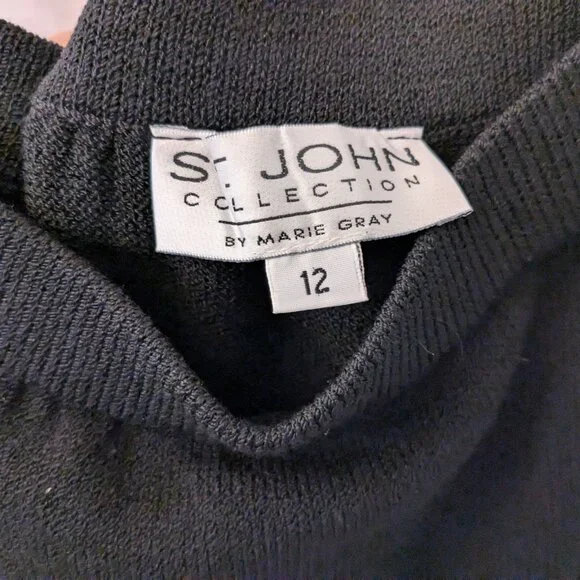 ST. JOHN
COLLECTION
BY MARIE GRAY
12